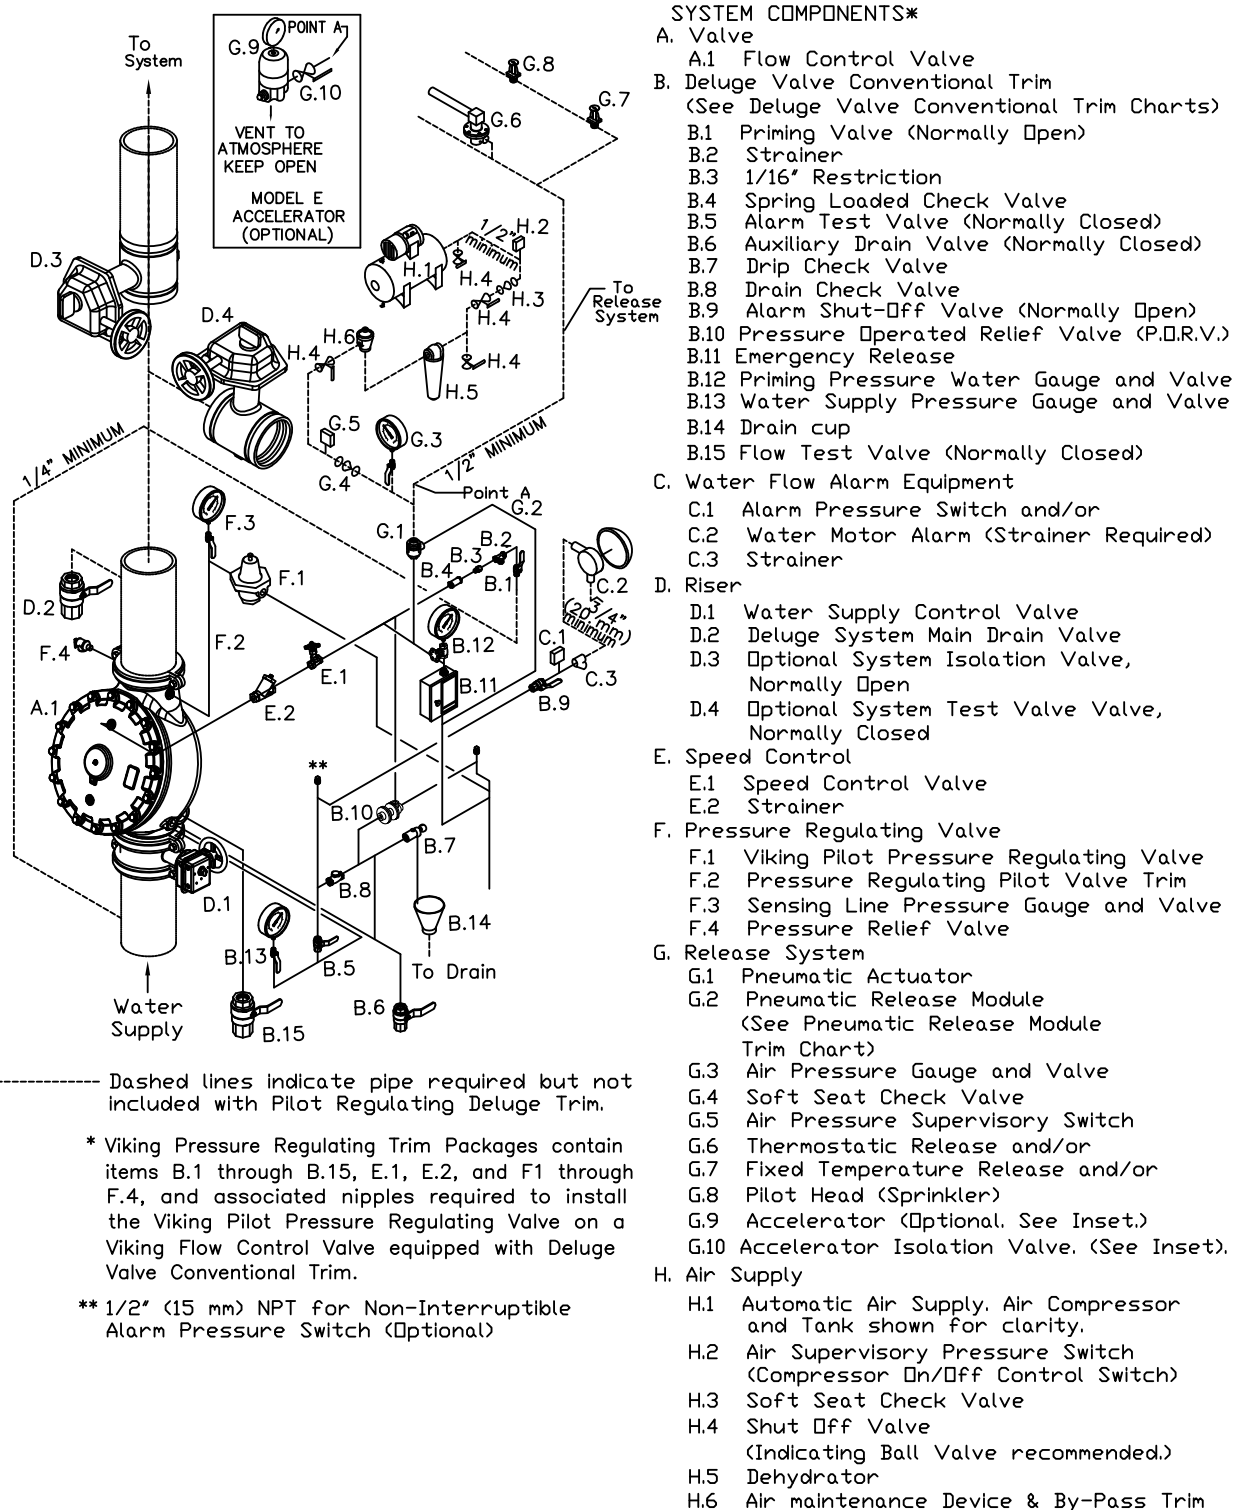 To
System
G.9
POINT A
G.10
VENT TO
ATMOSPHERE
KEEP OPEN
MODEL E
ACCELERATOR
(OPTIONAL)
G.8
G.7
G.6
D.3
D.4
1/2"
minimum
H.2
H.1
H.4
H.3
H.4
To
Release
System
H.6
H.4
H.4
H.5
G.5
G.3
G.4
1/4" MINIMUM
1/2" MINIMUM
Point A
G.2
F.3
G.1
B.2
B.3
B.4
B.1
F.1
C.2
3/4"
(20 mm)
minimum
D.2
F.2
F.4
B.12
C.1
E.1
B.11
C.3
A.1
E.2
B.9
**
B.10
B.7
B.8
D.1
B.14
B.13
B.5
To Drain
Water
Supply
B.6
B.15
Dashed lines indicate pipe required but not
included with Pilot Regulating Deluge Trim.
* Viking Pressure Regulating Trim Packages contain
items B.1 through B.15, E.1, E.2, and F1 through
F.4, and associated nipples required to install
the Viking Pilot Pressure Regulating Valve on a
Viking Flow Control Valve equipped with Deluge
Valve Conventional Trim.
** 1/2" (15 mm) NPT for Non-Interruptible
Alarm Pressure Switch (Optional)
SYSTEM COMPONENTS*
A. Valve
A.1 Flow Control Valve
B. Deluge Valve Conventional Trim
(See Deluge Valve Conventional Trim Charts)
B.1 Priming Valve (Normally Open)
B.2 Strainer
B.3 1/16" Restriction
B.4 Spring Loaded Check Valve
B.5 Alarm Test Valve (Normally Closed)
B.6 Auxiliary Drain Valve (Normally Closed)
B.7 Drip Check Valve
B.8 Drain Check Valve
B.9 Alarm Shut-Off Valve (Normally Open)
B.10 Pressure Operated Relief Valve (P.O.R.V.)
B.11 Emergency Release
B.12 Priming Pressure Water Gauge and Valve
B.13 Water Supply Pressure Gauge and Valve
B.14 Drain cup
B.15 Flow Test Valve (Normally Closed)
C. Water Flow Alarm Equipment
C.1 Alarm Pressure Switch and/or
C.2 Water Motor Alarm (Strainer Required)
C.3 Strainer
D. Riser
D.1 Water Supply Control Valve
D.2 Deluge System Main Drain Valve
D.3 Optional System Isolation Valve,
Normally Open
D.4 Optional System Test Valve Valve,
Normally Closed
E. Speed Control
E.1 Speed Control Valve
E.2 Strainer
F. Pressure Regulating Valve
F.1 Viking Pilot Pressure Regulating Valve
F.2 Pressure Regulating Pilot Valve Trim
F.3 Sensing Line Pressure Gauge and Valve
F.4 Pressure Relief Valve
G. Release System
G.1 Pneumatic Actuator
G.2 Pneumatic Release Module
(See Pneumatic Release Module
Trim Chart)
G.3 Air Pressure Gauge and Valve
G.4 Soft Seat Check Valve
G.5 Air Pressure Supervisory Switch
G.6 Thermostatic Release and/or
G.7 Fixed Temperature Release and/or
G.8 Pilot Head (Sprinkler)
G.9 Accelerator (Optional. See Inset.)
G.10 Accelerator Isolation Valve. (See Inset).
H. Air Supply
H.1 Automatic Air Supply. Air Compressor
and Tank shown for clarity.
H.2 Air Supervisory Pressure Switch
(Compressor On/Off Control Switch)
H.3 Soft Seat Check Valve
H.4 Shut Off Valve
(Indicating Ball Valve recommended.)
H.5 Dehydrator
H.6 Air maintenance Device & By-Pass Trim